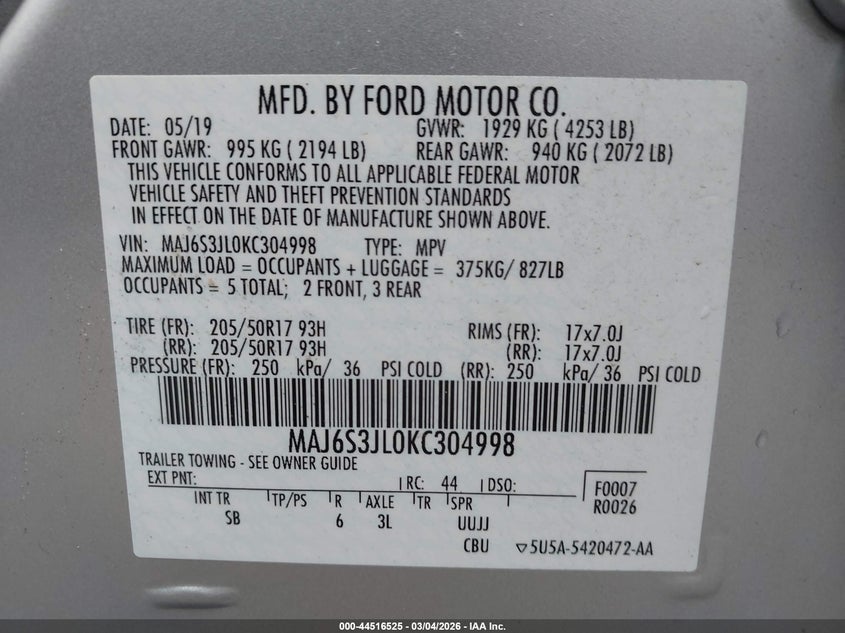 MFD. BY FORD MOTOR CO.
DATE: 05/19 GVWR: 1929 KG ( 4253 LB)
FRONT GAWR: 995 KG ( 2194 LB) REAR GAWR: 940 KG ( 2072 LB)
THIS VEHICLE CONFORMS TO ALL APPLICABLE FEDERAL MOTOR
VEHICLE SAFETY AND THEFT PREVENTION STANDARDS
IN EFFECT ON THE DATE OF MANUFACTURE SHOWN ABOVE.
VIN: MAJ6S3JL0KC304998 TYPE: MPV
MAXIMUM LOAD = OCCUPANTS + LUGGAGE = 375KG/ 827LB
OCCUPANTS = 5 TOTAL; 2 FRONT, 3 REAR
TIRE (FR): 205/50R17 93H RIMS (FR): 17x7.0J
(RR): 205/50R17 93H (RR): 17x7.0J
PRESSURE (FR): 250 kPa/ 36 PSI COLD (RR): 250 kPa/ 36 PSI COLD
MAJ6S3JL0KC304998
TRAILER TOWING - SEE OWNER GUIDE
EXT PNT: RC: 44 DSO: F0007
INT TR TP/PS R AXLE TR SPR R0026
SB 6 3L UUJJ
CBU ▽5U5A-5420472-AA
000-44516525 - 03/04/2026 - IAA Inc.